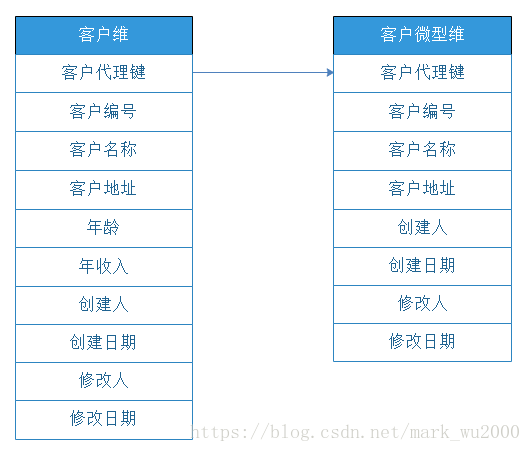 客户维
客户代理键
客户编号
客户名称
客户地址
年龄
年收入
创建人
创建日期
修改人
修改日期
客户微型维
客户代理键
客户编号
客户名称
客户地址
创建人
创建日期
修改人
修改日期
https://blog.csdn.net/mark_wu2000